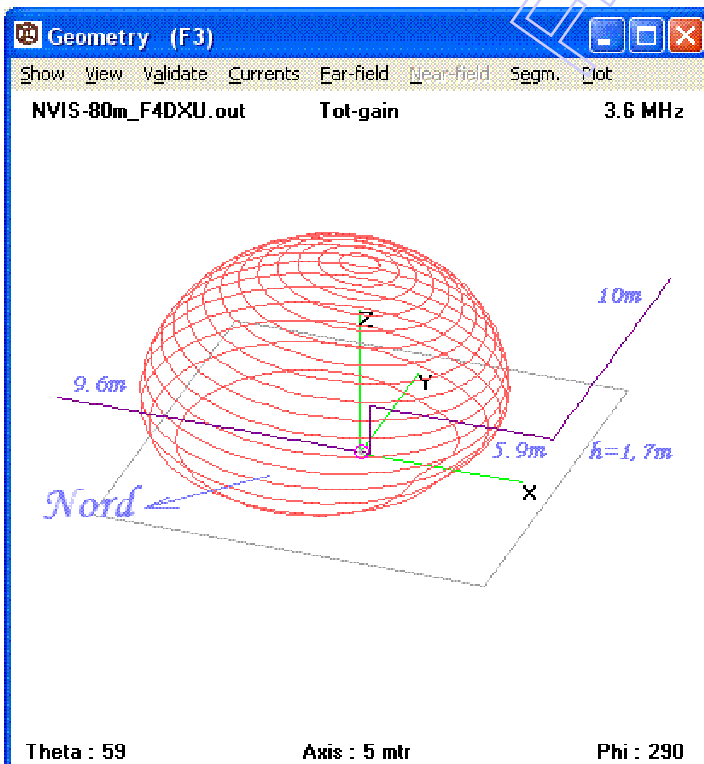 Geometry (F3)
Show View Validate Currents Far-field Near-field Segm. Plot
NVIS-80m_F4DXU.out Tot-gain 3.6 MHz
10m
Z
9.6m
Y
5.9m
h=1,7m
X
Nord
Theta : 59 Axis : 5 mtr Phi : 290